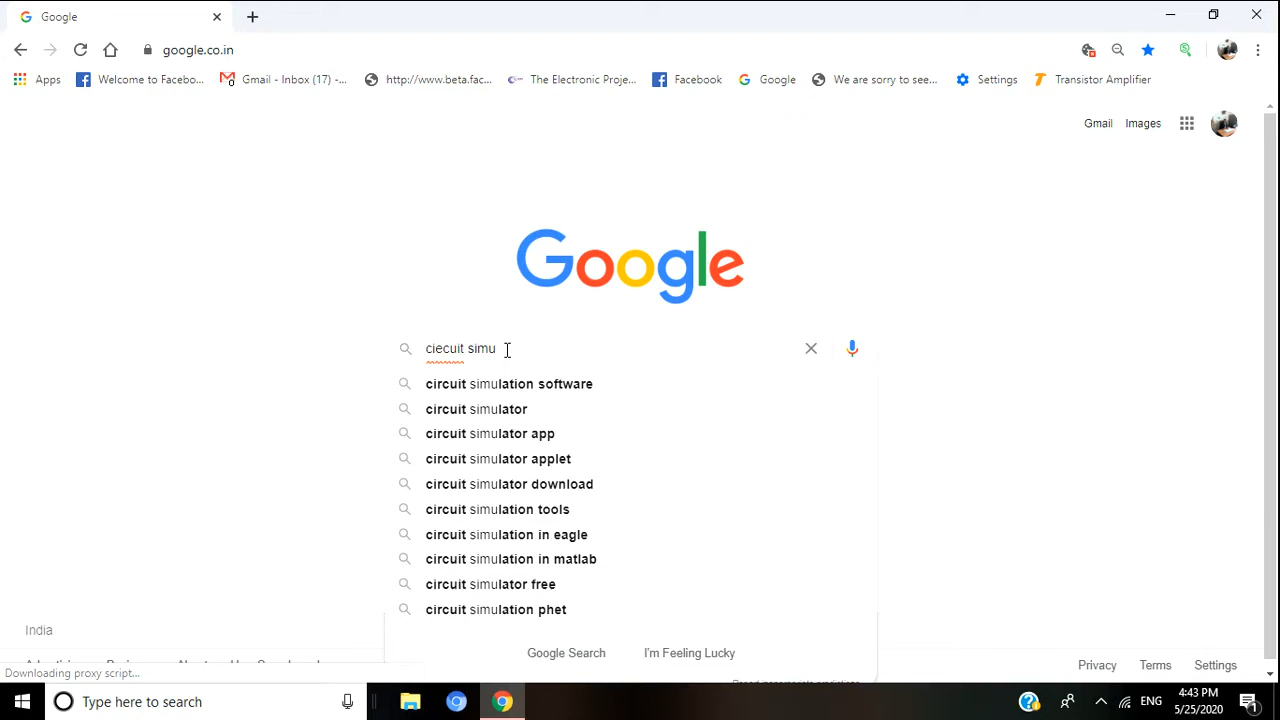 Google
google.co.in
Apps Welcome to Facebo... Gmail - Inbox (17) -... http://www.beta.fac... The Electronic Proje... Facebook Google We are sorry to see... Settings Transistor Amplifier
Gmail Images
Google
ciecuit simu
circuit simulation software
circuit simulator
circuit simulator app
circuit simulator applet
circuit simulator download
circuit simulation tools
circuit simulation in eagle
circuit simulation in matlab
circuit simulator free
circuit simulation phet
India
Google Search I'm Feeling Lucky
Privacy Terms Settings
Downloading proxy script...
Type here to search
ENG
4:43 PM
5/25/2020
1